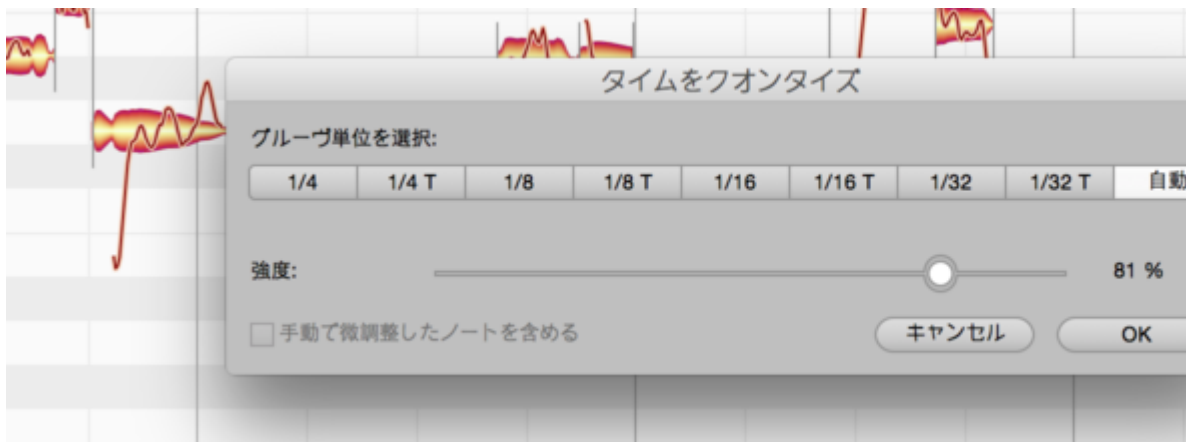 タイムをクオンタイズ
グルーヴ単位を選択:
1/4 1/4 T 1/8 1/8 T 1/16 1/16 T 1/32 1/32 T 自動
強度: 81 %
手動で微調整したノートを含める キャンセル OK